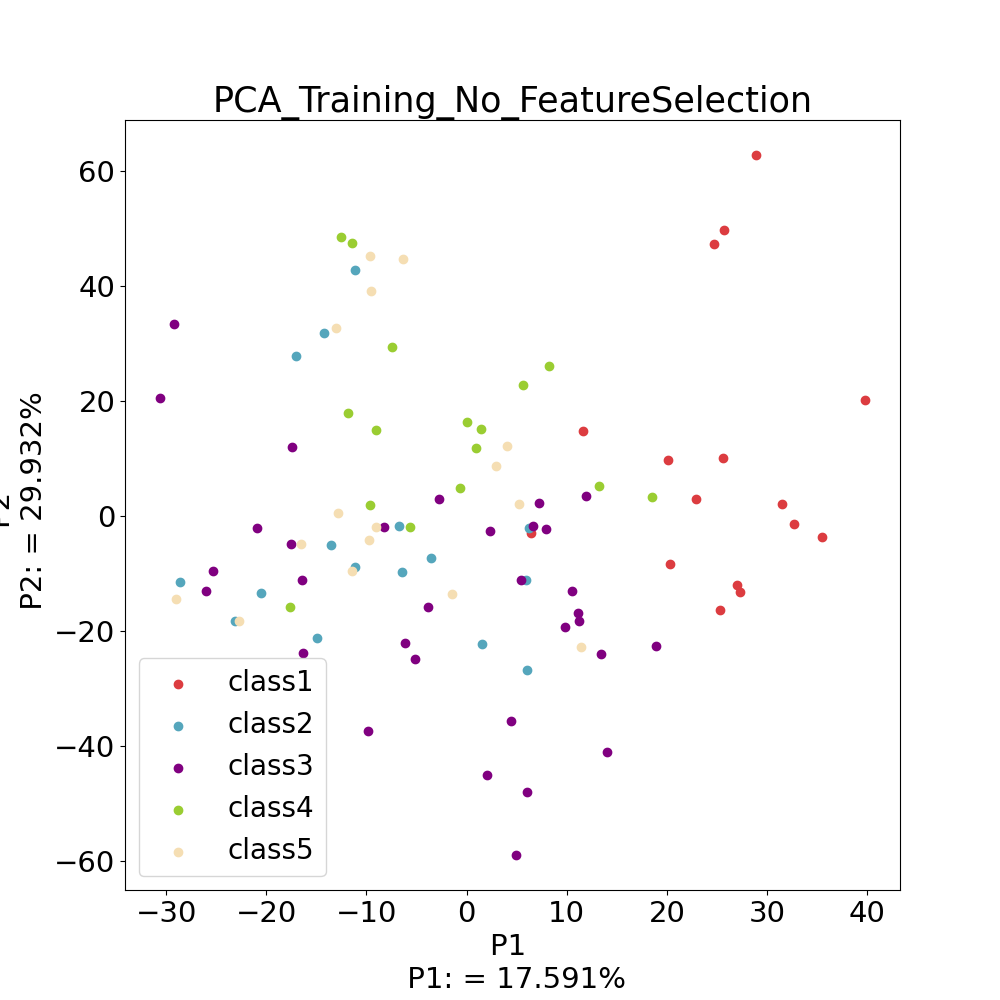 PCA_Training_No_FeatureSelection
60
40
20
0
−20
−40
−60
P2: = 29.932%
class1
class2
class3
class4
class5
−30
−20
−10
0
10
20
30
40
P1
P1: = 17.591%